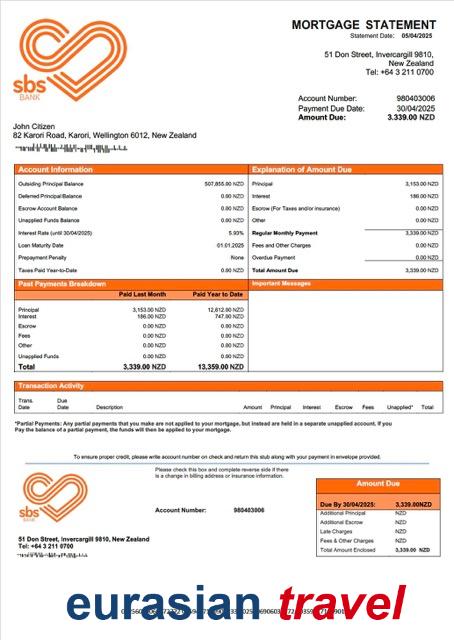 MORTGAGE STATEMENT
Statement Date: 05/04/2025
51 Don Street, Invercargill 9810,
New Zealand
Tel: +64 3 211 0700
sbs
BANK
Account Number: 980403006
Payment Due Date: 30/04/2025
Amount Due: 3.339.00 NZD
John Citizen
82 Karori Road, Karori, Wellington 6012, New Zealand
Account Information
Outsiding Principal Balance 507,855.00 NZD
Deferred Principal Balance 0.00 NZD
Escrow Account Balance 0.00 NZD
Unapplied Funds Balance 0.00 NZD
Interest Rate (until 30/04/2025) 5.93%
Loan Maturity Date 01.01.2025
Prepayment Penalty None
Taxes Paid Year-to-Date 0.00 NZD
Explanation of Amount Due
Principal 3,153.00 NZD
Interest 186.00 NZD
Escrow (For Taxes and/or insurance) 0.00 NZD
Other 0.00 NZD
Regular Monthly Payment 3,339.00 NZD
Fees and Other Charges 0.00 NZD
Overdue Payment 0.00 NZD
Total Amount Due 3,339.00 NZD
Past Payments Breakdown
Paid Last Month Paid Year to Date
Principal 3,153.00 NZD 12,612.00 NZD
Interest 186.00 NZD 747.00 NZD
Escrow 0.00 NZD 0.00 NZD
Fees 0.00 NZD 0.00 NZD
Other 0.00 NZD 0.00 NZD
Unapplied Funds 0.00 NZD 0.00 NZD
Total 3,339.00 NZD 13,359.00 NZD
Important Messages
Transaction Activity
Trans. Date Due Date Description Amount Principal Interest Escrow Fees Unapplied* Total
*Partial Payments: Any partial payments that you make are not applied to your mortgage, but instead are held in a separate unapplied account. If you
Pay the balance of a partial payment, the funds will then be applied to your mortgage.
To ensure proper credit, please write account number on check and return this stub along with your payment in envelope provided.
Please check this box and complete reverse side if there
is a change in billing address or insurance information.
sbs
BANK
Account Number: 980403006
51 Don Street, Invercargill 9810, New Zealand
Tel: +64 3 211 0700
Amount Due
Due By 30/04/2025: 3,339.00NZD
Additional Principal NZD
Additional Escrow NZD
Late Charges NZD
Fees & Other Charges NZD
Total Amount Enclosed 3,339.00 NZD
eurasian travel